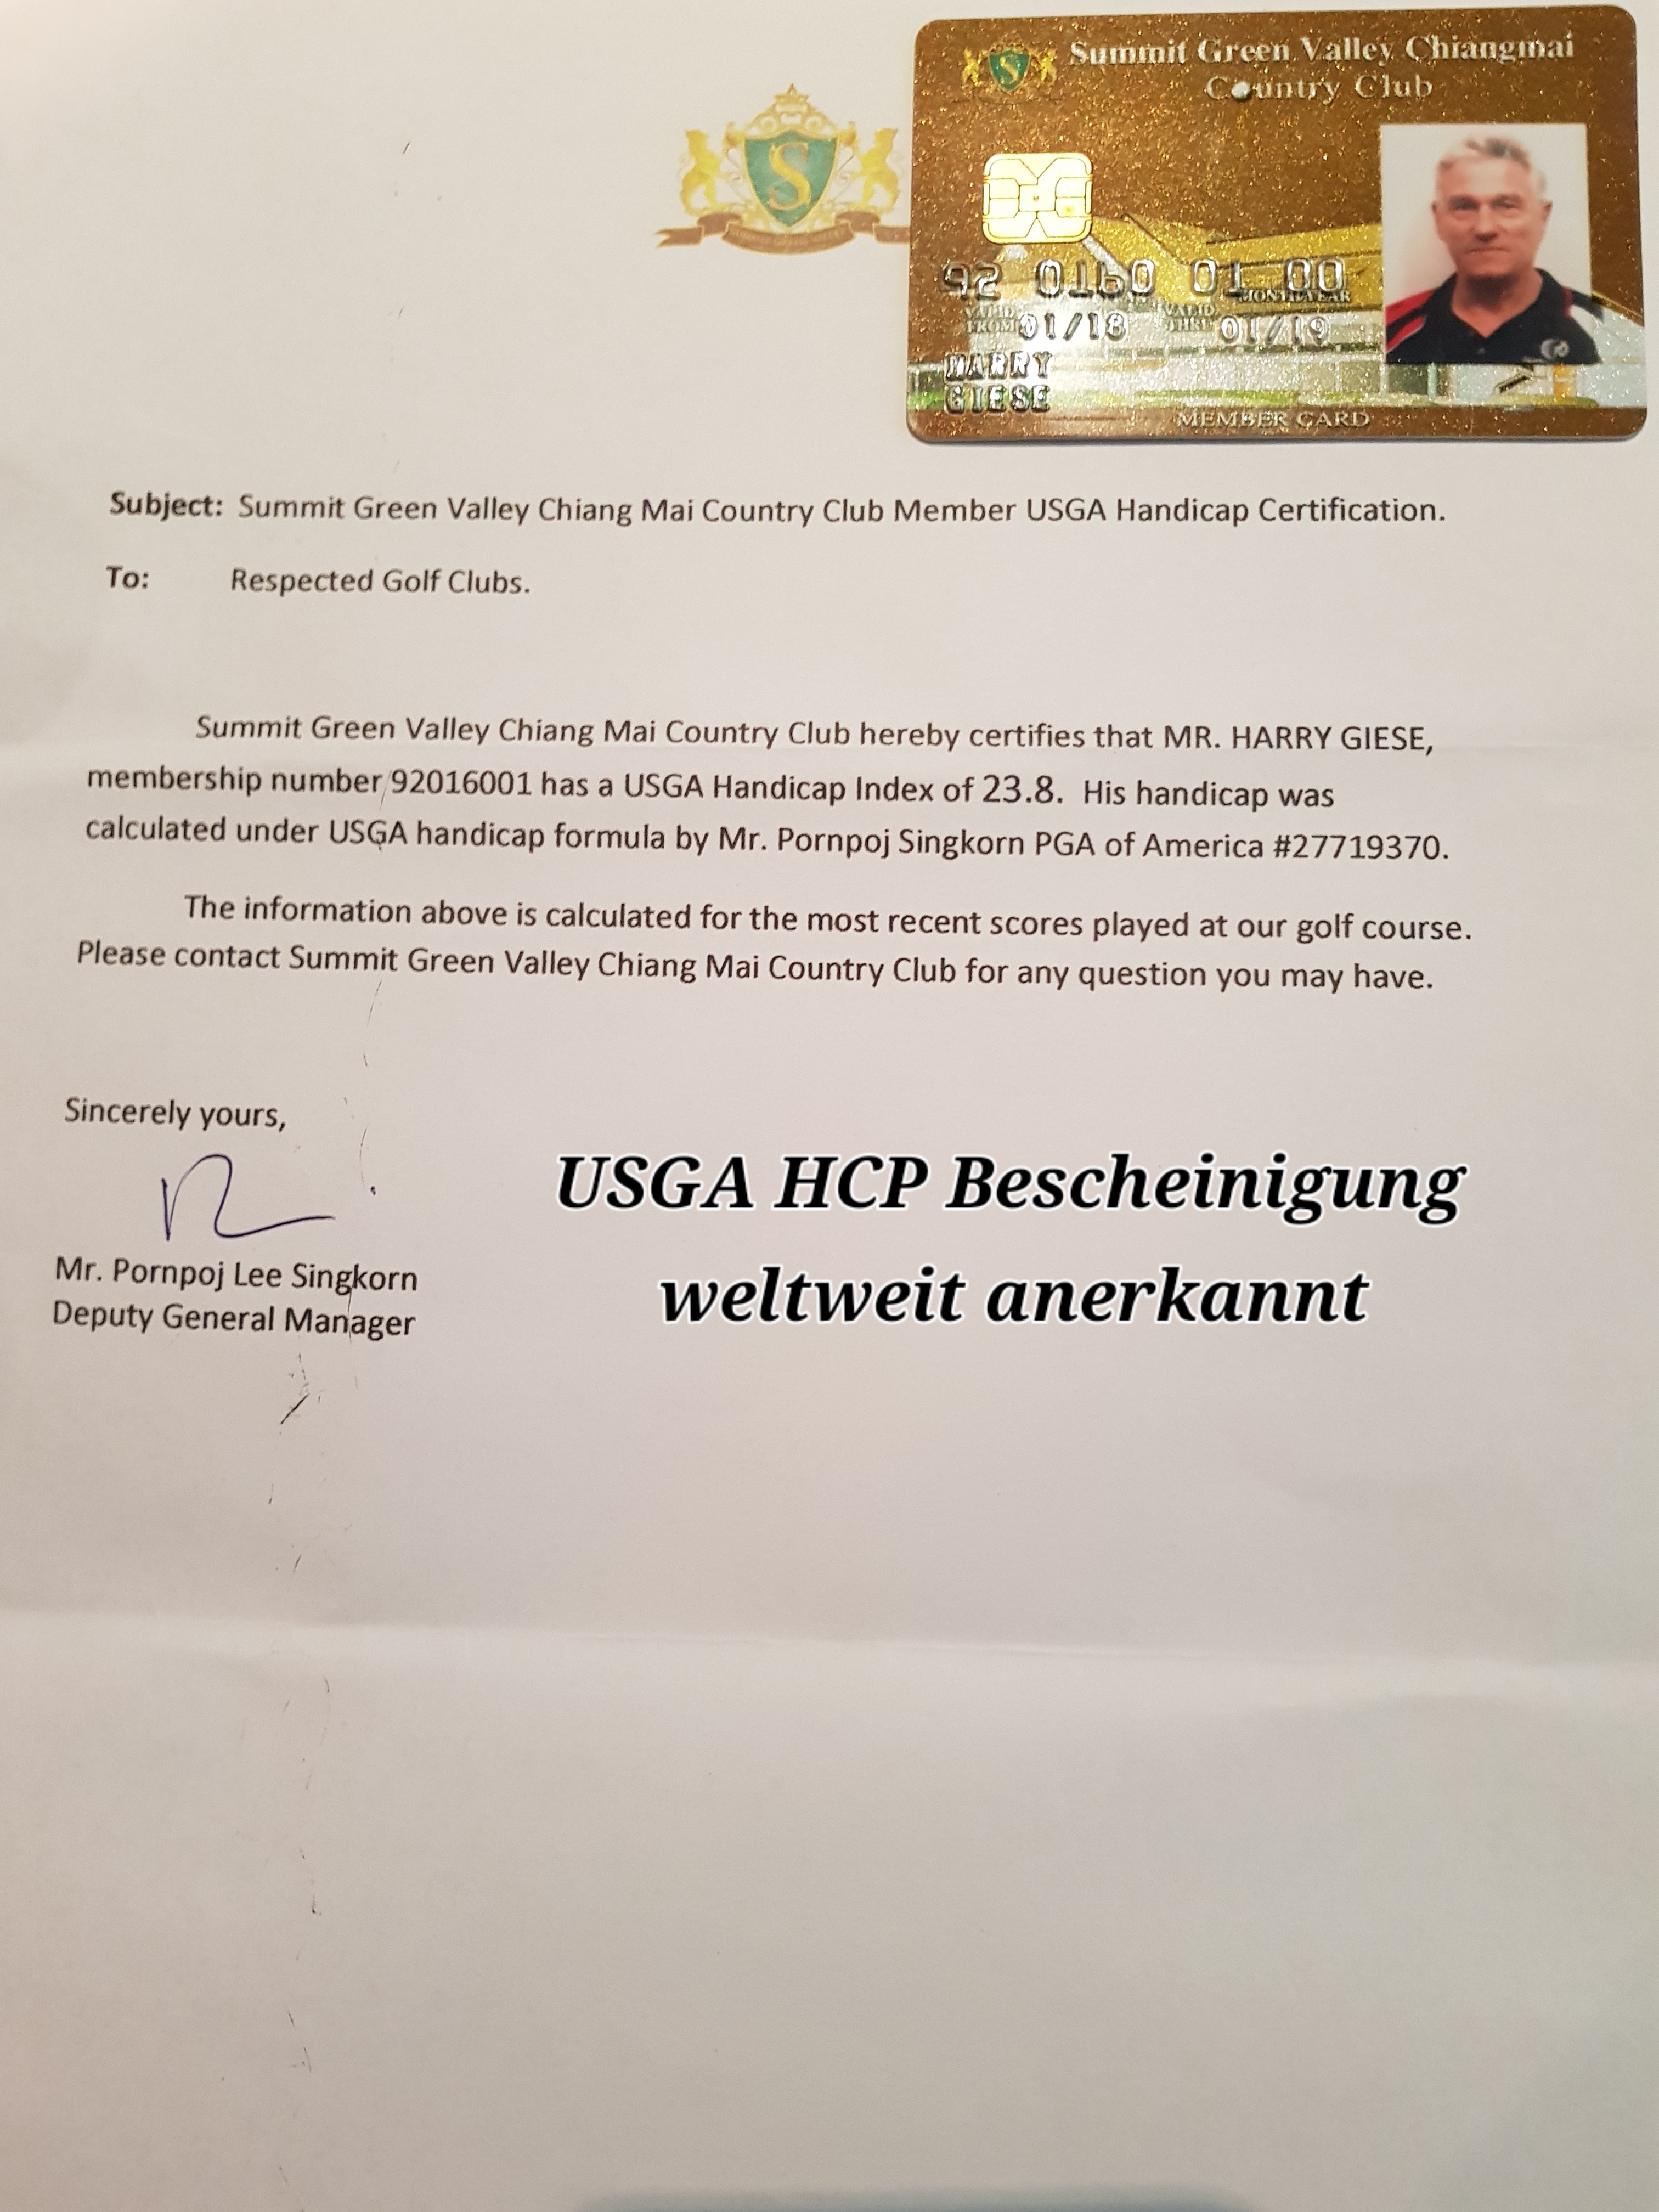 Summit Green Valley Chiangmai
Country Club
S
S
92 0160 01 00
MONTH/YEAR
VALID
FROM 01/18 VALID
THRU 01/19
HARRY
GIESE
MEMBER CARD
Subject: Summit Green Valley Chiang Mai Country Club Member USGA Handicap Certification.
To: Respected Golf Clubs.
Summit Green Valley Chiang Mai Country Club hereby certifies that MR. HARRY GIESE,
membership number 92016001 has a USGA Handicap Index of 23.8. His handicap was
calculated under USGA handicap formula by Mr. Pornpoj Singkorn PGA of America #27719370.
The information above is calculated for the most recent scores played at our golf course.
Please contact Summit Green Valley Chiang Mai Country Club for any question you may have.
Sincerely yours,
Mr. Pornpoj Lee Singkorn
Deputy General Manager
USGA HCP Bescheinigung
weltweit anerkannt